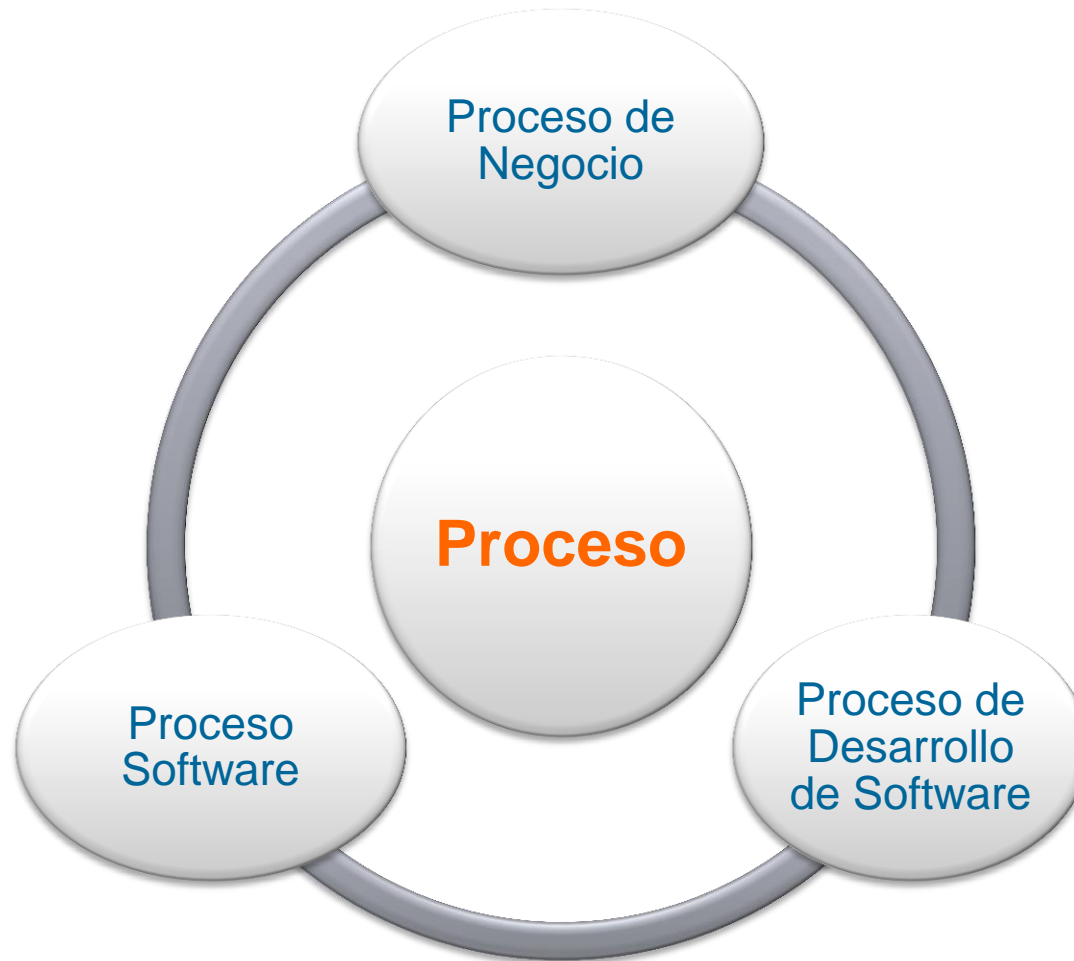 Proceso de
Negocio
Proceso
Proceso
Software
Proceso de
Desarrollo
de Software